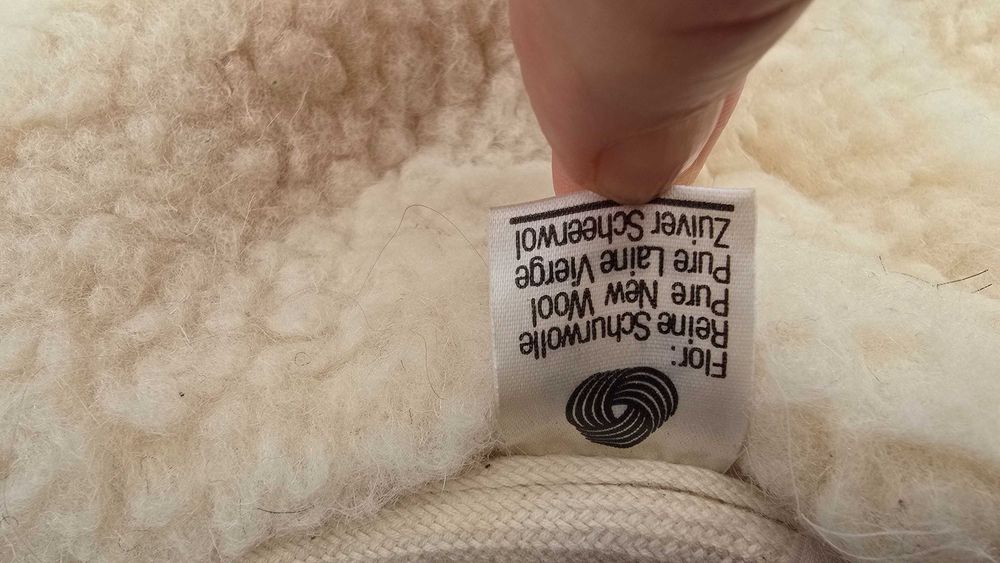 Flor:
Reine Schurwolle
Pure New Wool
Pure Laine Vierge
Zuiver Scheerwol